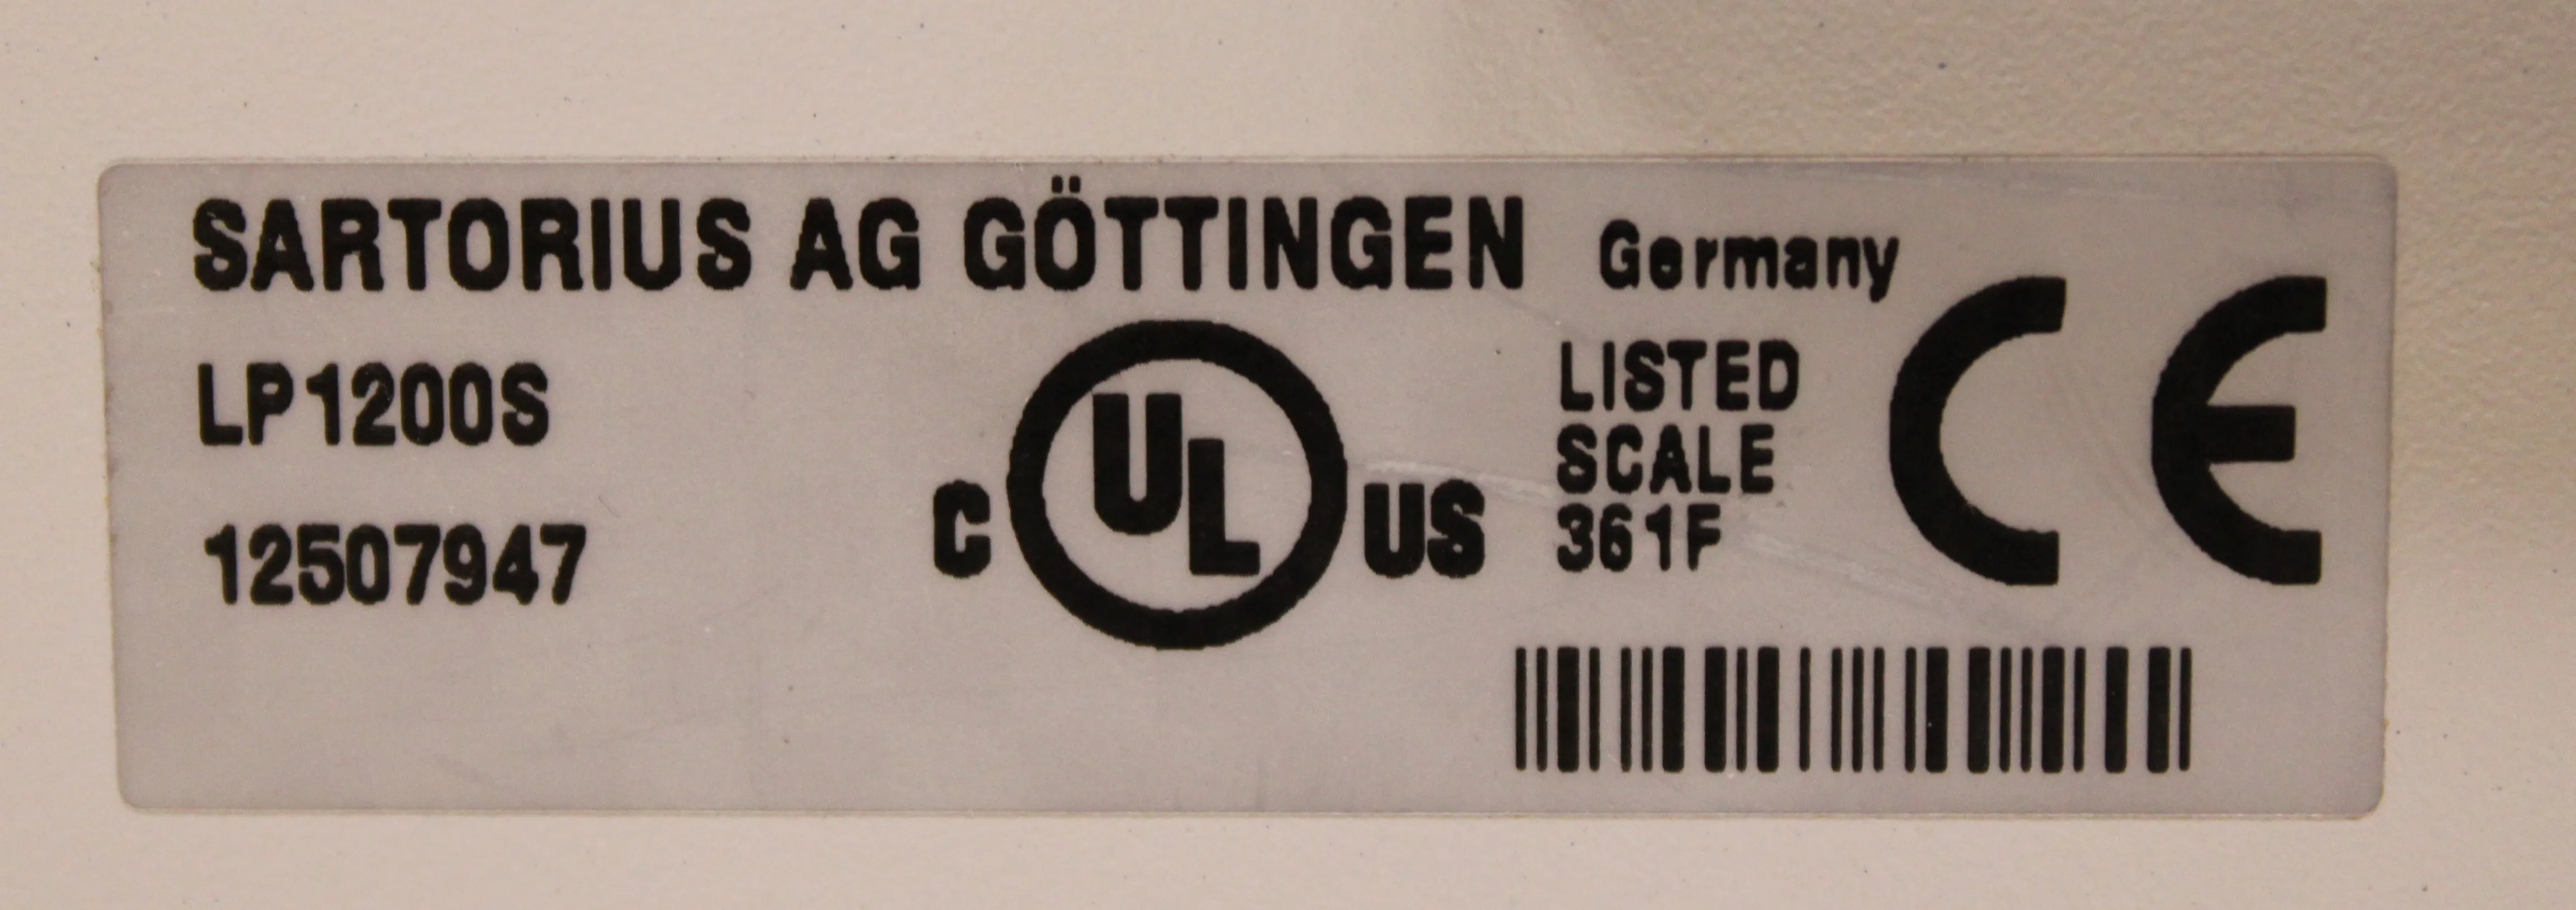 SARTORIUS AG GÖTTINGEN Germany
LP1200S
12507947
C UL US
LISTED
SCALE
361F
CE